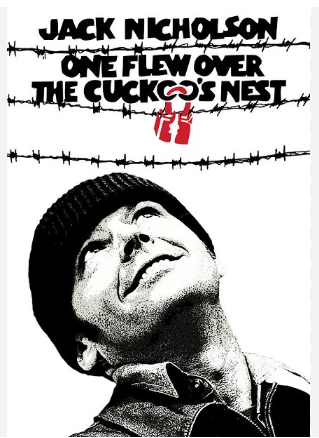 JACK NICHOLSON
ONE FLEW OVER
THE CUCKOO'S NEST